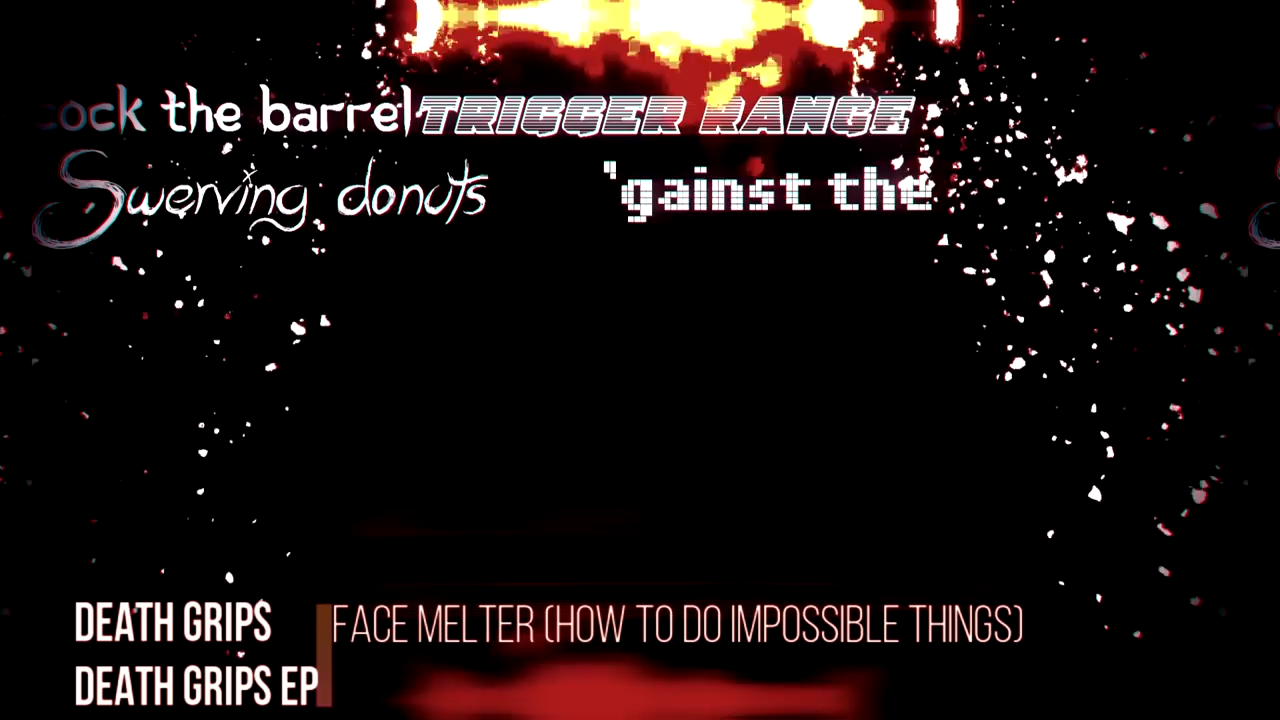 cock the barrel TRIGGER RANGE
Swerving donuts 'gainst the
DEATH GRIPS FACE MELTER (HOW TO DO IMPOSSIBLE THINGS)
DEATH GRIPS EP